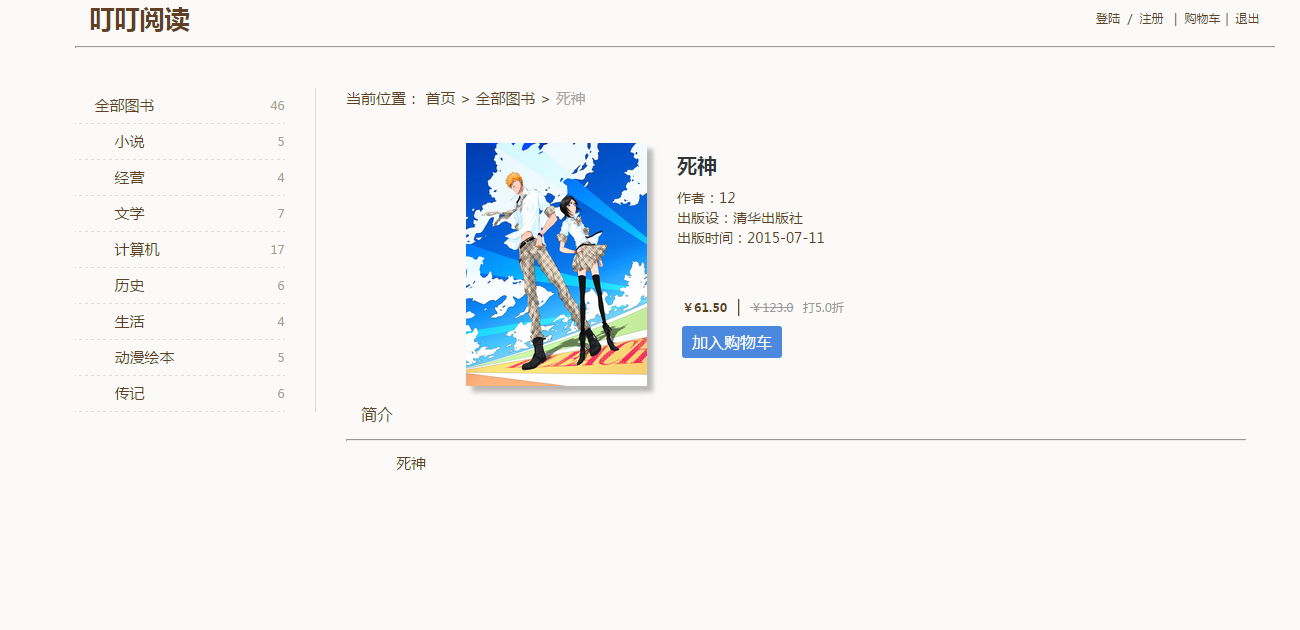 叮叮阅读
登陆 / 注册 | 购物车 | 退出
全部图书 46
小说 5
经营 4
文学 7
计算机 17
历史 6
生活 4
动漫绘本 5
传记 6
当前位置： 首页 > 全部图书 > 死神
死神
作者：12
出版设：清华出版社
出版时间：2015-07-11
￥61.50 | ￥123.0 打5.0折
加入购物车
简介
死神